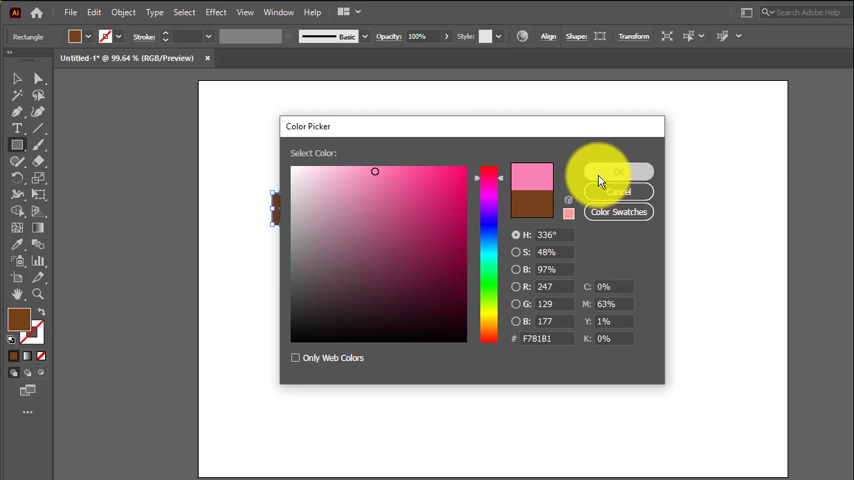 Ai File Edit Object Type Select Effect View Window Help Search Adobe Help
Rectangle Stroke: Basic Opacity: 100% Style: Align Shape: Transform
Untitled-1* @ 99.64 % (RGB/Preview) ×
Color Picker
Select Color:
OK
Cancel
Color Swatches
H: 336°
S: 48%
B: 97%
R: 247 C: 0%
G: 129 M: 63%
B: 177 Y: 1%
# F781B1 K: 0%
Only Web Colors